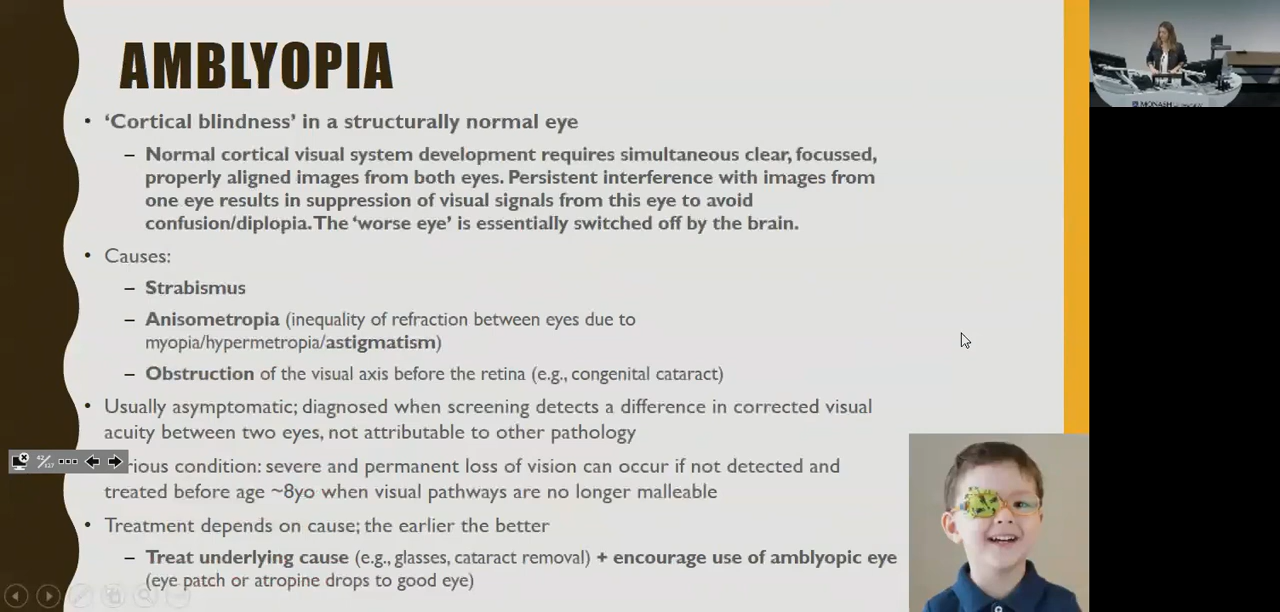 AMBLYOPIA
• ‘Cortical blindness’ in a structurally normal eye
– Normal cortical visual system development requires simultaneous clear, focussed,
properly aligned images from both eyes. Persistent interference with images from
one eye results in suppression of visual signals from this eye to avoid
confusion/diplopia. The ‘worse eye’ is essentially switched off by the brain.
• Causes:
– Strabismus
– Anisometropia (inequality of refraction between eyes due to
myopia/hypermetropia/astigmatism)
– Obstruction of the visual axis before the retina (e.g., congenital cataract)
• Usually asymptomatic; diagnosed when screening detects a difference in corrected visual
acuity between two eyes, not attributable to other pathology
condition: severe and permanent loss of vision can occur if not detected and
treated before age ~8yo when visual pathways are no longer malleable
• Treatment depends on cause; the earlier the better
– Treat underlying cause (e.g., glasses, cataract removal) + encourage use of amblyopic eye
(eye patch or atropine drops to good eye)
MONASH